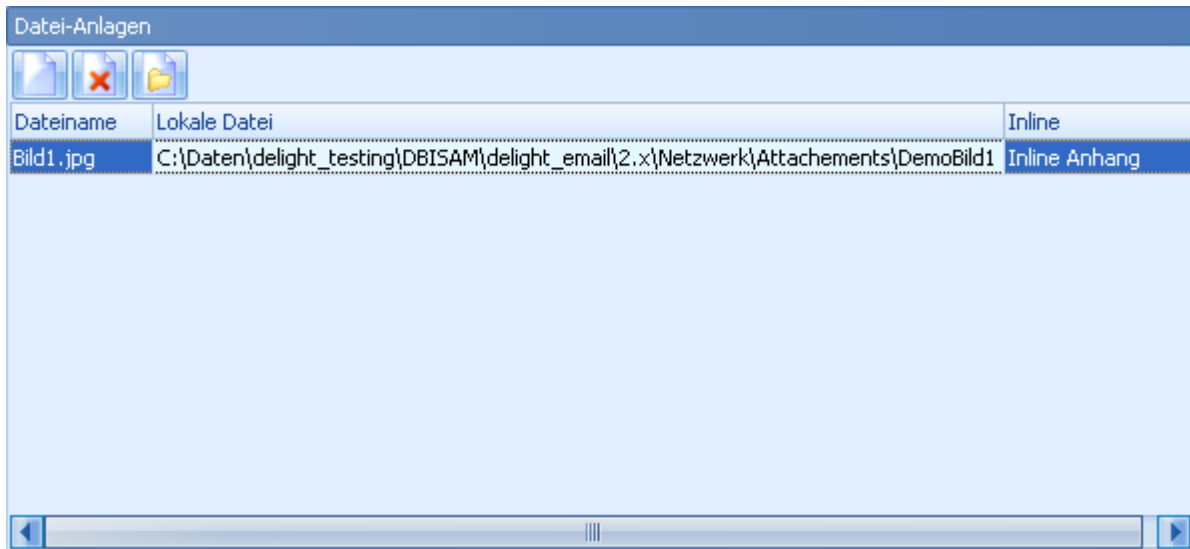 Datei-Anlagen
Dateiname Lokale Datei Inline
Bild1.jpg C:\Daten\delight_testing\DBISAM\delight_email\2.x\Netzwerk\Attachements\DemoBild1 Inline Anhang